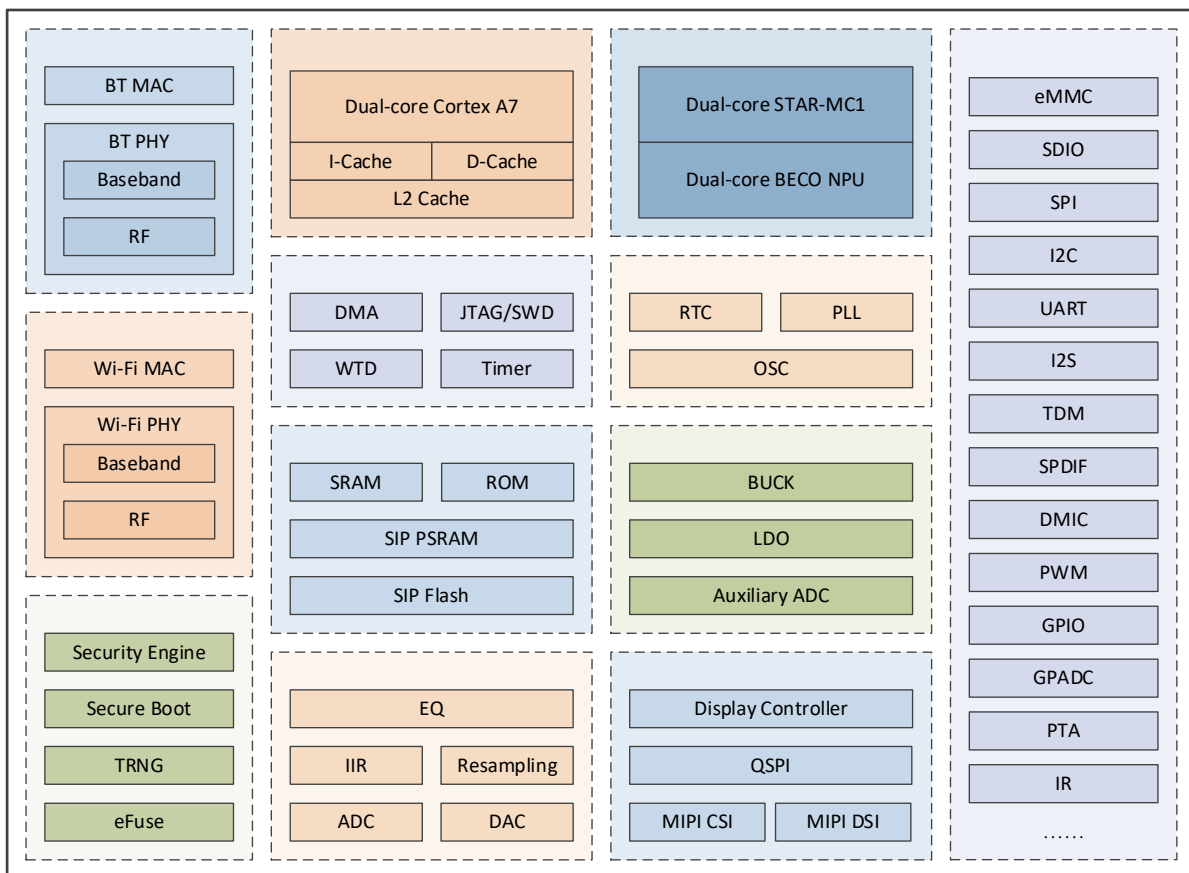 BT MAC
BT PHY
Baseband
RF
Wi-Fi MAC
Wi-Fi PHY
Baseband
RF
Security Engine
Secure Boot
TRNG
eFuse
Dual-core Cortex A7
I-Cache
D-Cache
L2 Cache
DMA
JTAG/SWD
WTD
Timer
SRAM
ROM
SIP PSRAM
SIP Flash
EQ
IIR
Resampling
ADC
DAC
Dual-core STAR-MC1
Dual-core BECO NPU
RTC
PLL
OSC
BUCK
LDO
Auxiliary ADC
Display Controller
QSPI
MIPI CSI
MIPI DSI
eMMC
SDIO
SPI
I2C
UART
I2S
TDM
SPDIF
DMIC
PWM
GPIO
GPADC
PTA
IR
......